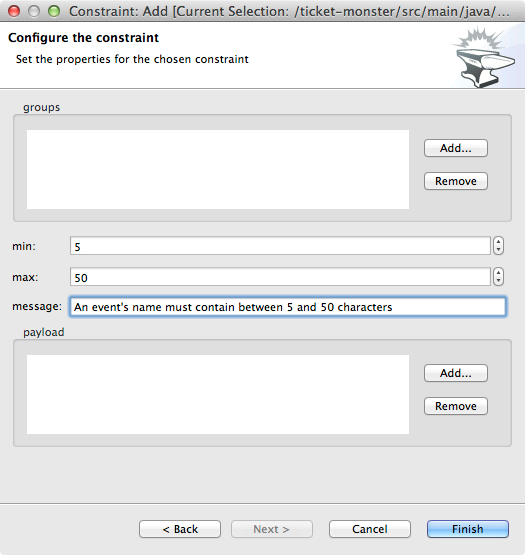 Constraint: Add [Current Selection: /ticket-monster/src/main/java/...
Configure the constraint
Set the properties for the chosen constraint
groups
Add...
Remove
min: 5
max: 50
message: An event's name must contain between 5 and 50 characters
payload
Add...
Remove
< Back Next > Cancel Finish